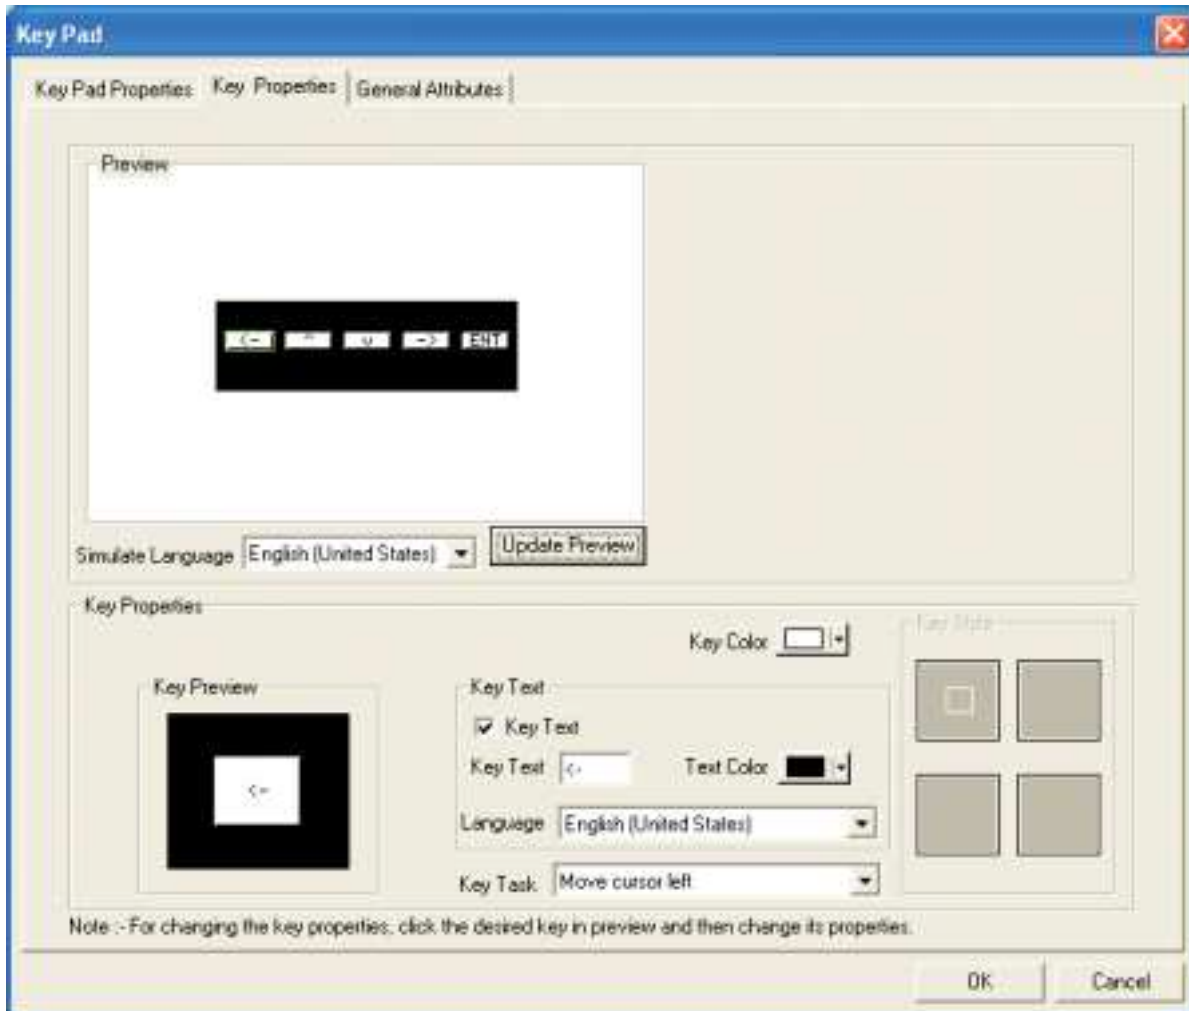 Key Pad
Key Pad Properties Key Properties General Attributes
Preview
<- ^ v -> ENT
Simulate Language English (United States) Update Preview
Key Properties
Key Color
Key Style
Key Preview
Key Text
Key Text
Key Text <- Text Color
<-
Language English (United States)
Key Task Move cursor left
Note :- For changing the key properties, click the desired key in preview and then change its properties.
OK Cancel